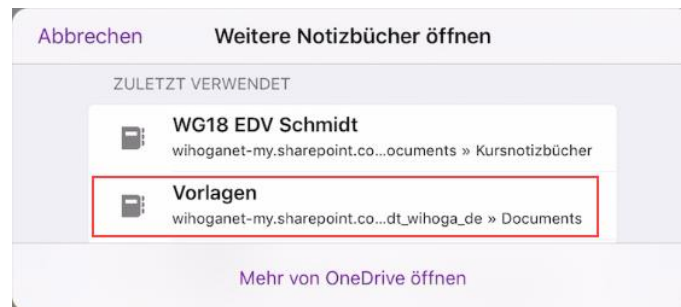 Abbrechen Weitere Notizbücher öffnen
ZULETZT VERWENDET
WG18 EDV Schmidt
wihoganet-my.sharepoint.co...ocuments » Kursnotizbücher
Vorlagen
wihoganet-my.sharepoint.co...dt_wihoga_de » Documents
Mehr von OneDrive öffnen